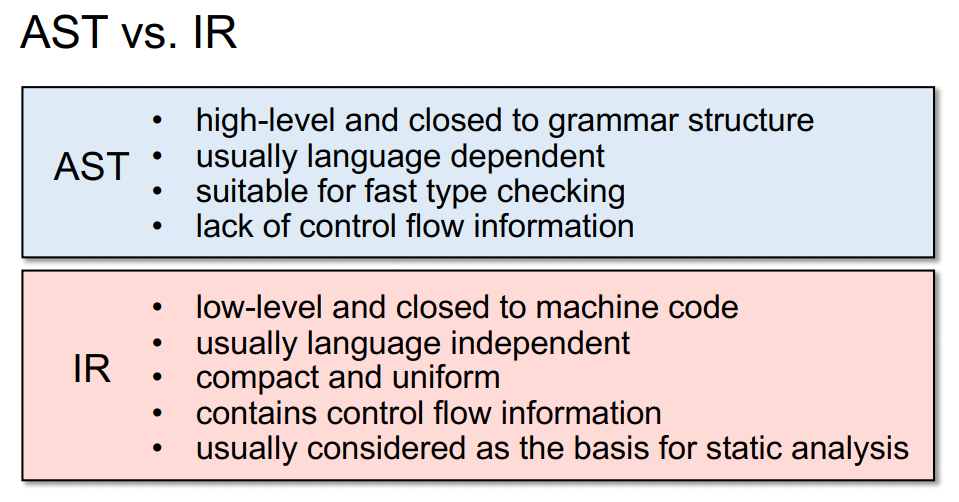 AST vs. IR
AST
• high-level and closed to grammar structure
• usually language dependent
• suitable for fast type checking
• lack of control flow information
IR
• low-level and closed to machine code
• usually language independent
• compact and uniform
• contains control flow information
• usually considered as the basis for static analysis